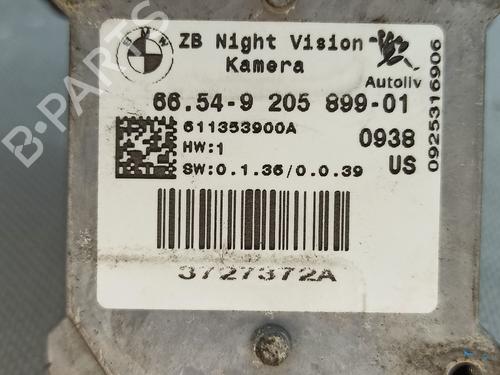 BMW
ZB Night Vision
Kamera
Autoliv
66.54-9 205 899-01
611353900A
HW:1
SW:0.1.36/0.0.39
0938
US
0925316906
3727372A
B-PARTS